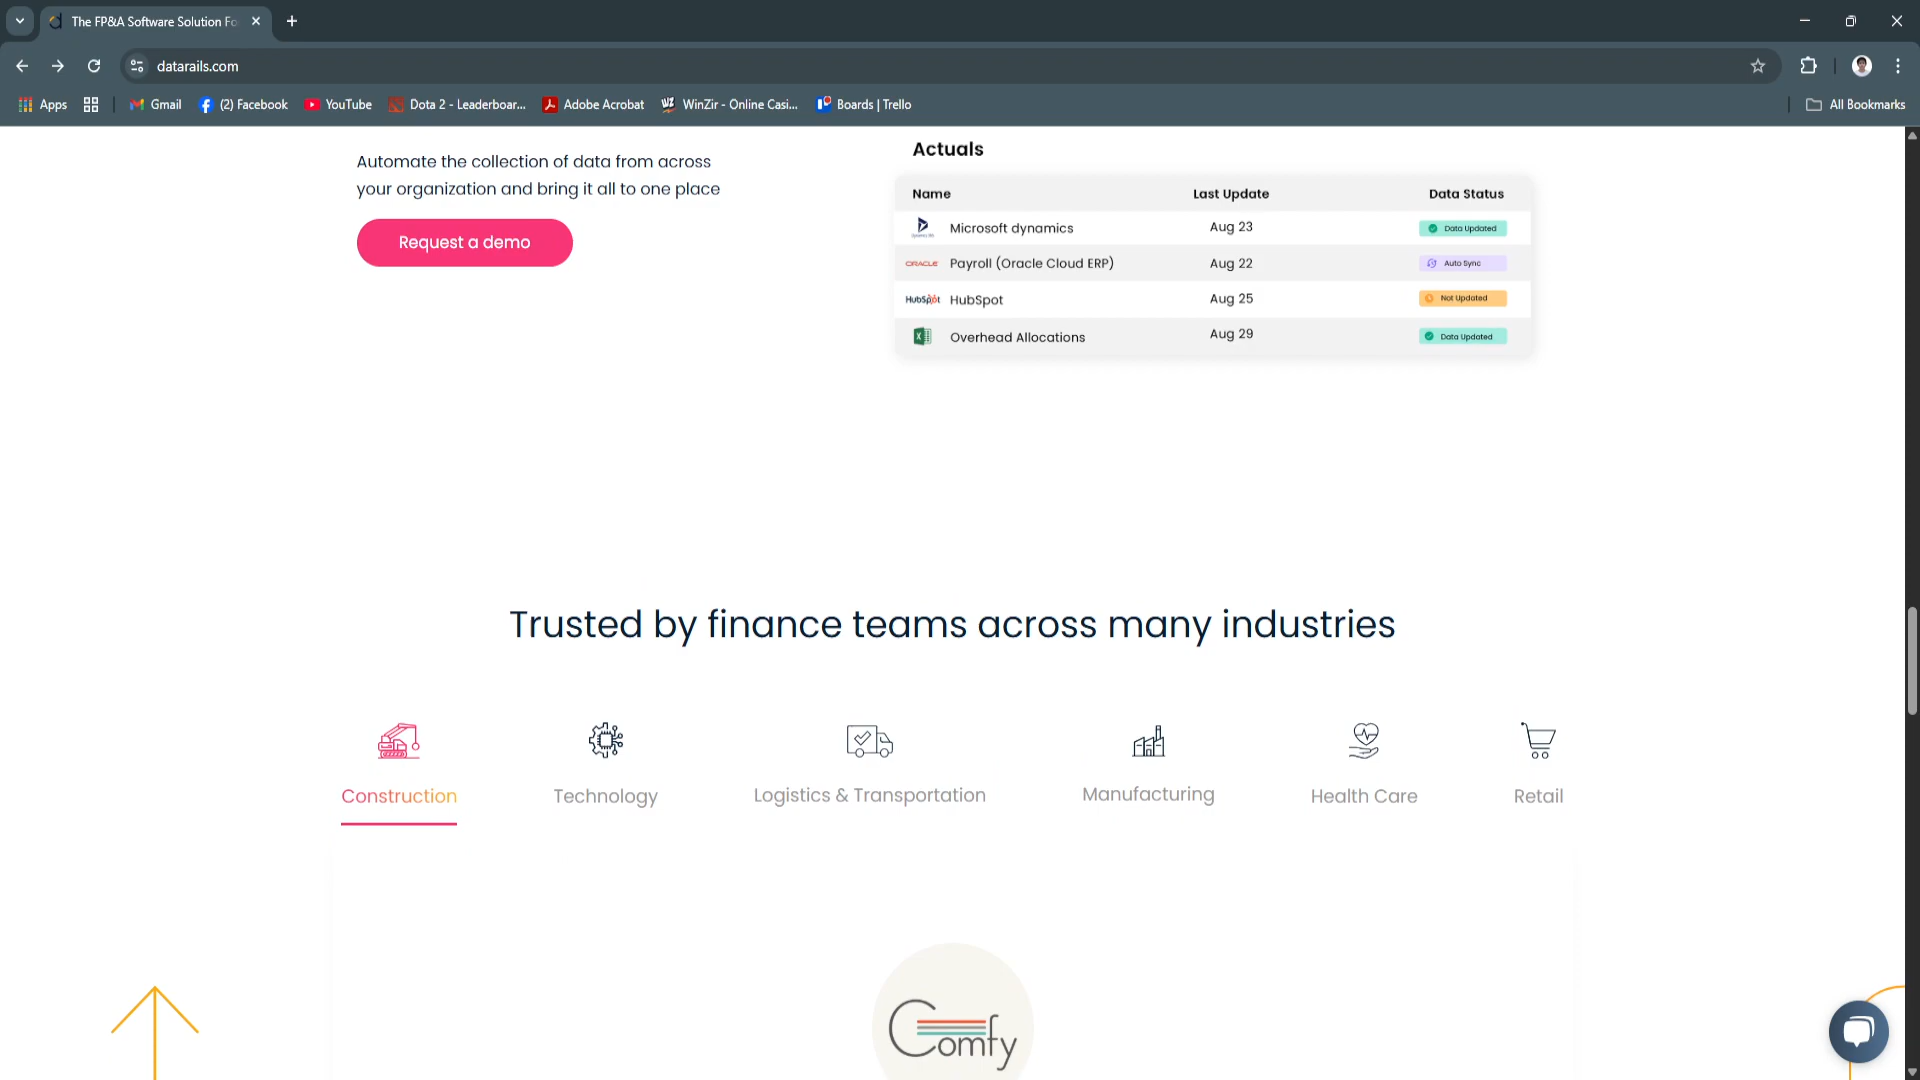 The FP&A Software Solution Fo
datarails.com
Apps
Gmail
(2) Facebook
YouTube
Dota 2 - Leaderboar...
Adobe Acrobat
WinZir - Online Casi...
Boards | Trello
All Bookmarks
Automate the collection of data from across
your organization and bring it all to one place
Request a demo
Actuals
Name Last Update Data Status
Microsoft dynamics Aug 23 Data Updated
ORACLE Payroll (Oracle Cloud ERP) Aug 22 Auto Sync
HubSpot HubSpot Aug 25 Not Updated
Overhead Allocations Aug 29 Data Updated
Trusted by finance teams across many industries
Construction
Technology
Logistics & Transportation
Manufacturing
Health Care
Retail
Comfy